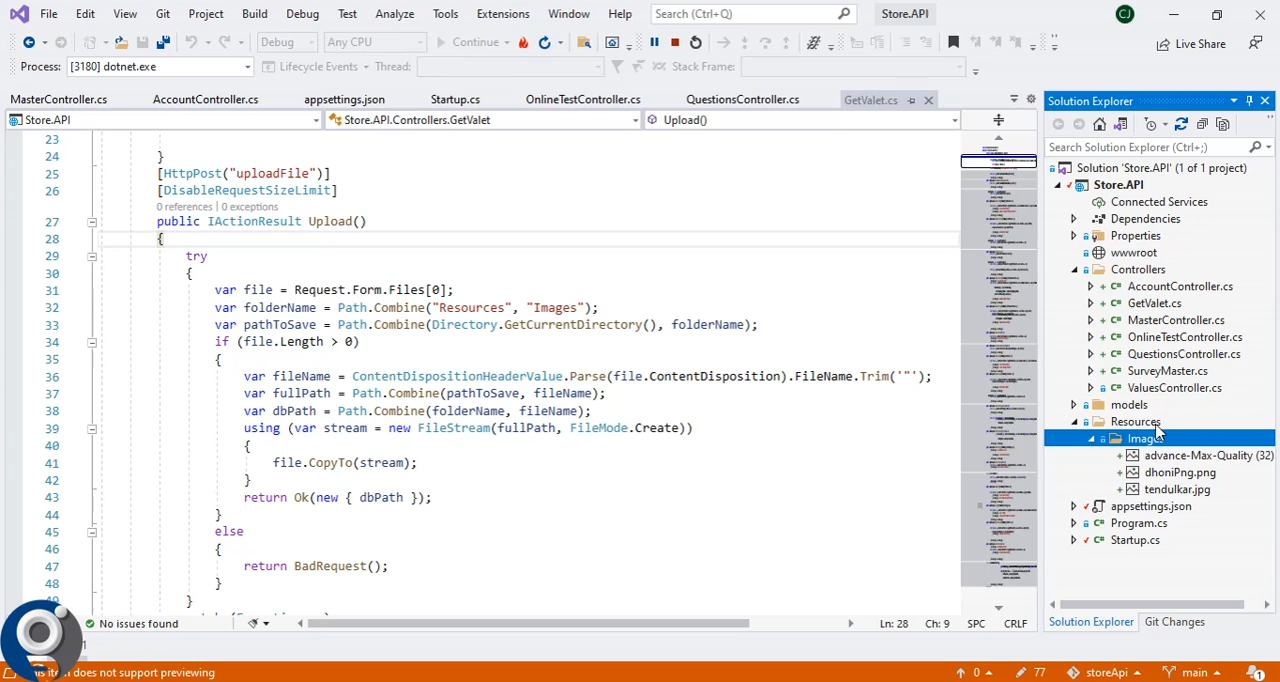 File Edit View Git Project Build Debug Test Analyze Tools Extensions Window Help Search (Ctrl+Q) Store.API CJ
Debug Any CPU Continue Live Share
Process: [3180] dotnet.exe Lifecycle Events Thread: Stack Frame:
MasterController.cs AccountController.cs appsettings.json Startup.cs OnlineTestController.cs QuestionsController.cs GetValet.cs
Store.API Store.API.Controllers.GetValet Upload()
23
24 }
25 [HttpPost("uploadFile")]
26 [DisableRequestSizeLimit]
0 references | 0 exceptions
27 public IActionResult Upload()
28 {
29 try
30 {
31 var file = Request.Form.Files[0];
32 var folderName = Path.Combine("Resources", "Images");
33 var pathToSave = Path.Combine(Directory.GetCurrentDirectory(), folderName);
34 if (file.Length > 0)
35 {
36 var fileName = ContentDispositionHeaderValue.Parse(file.ContentDisposition).FileName.Trim('"');
37 var fullPath = Path.Combine(pathToSave, fileName);
38 var dbPath = Path.Combine(folderName, fileName);
39 using (var stream = new FileStream(fullPath, FileMode.Create))
40 {
41 file.CopyTo(stream);
42 }
43 return Ok(new { dbPath });
44 }
45 else
46 {
47 return BadRequest();
48 }
49 }
No issues found Ln: 28 Ch: 9 SPC CRLF
Solution Explorer
Search Solution Explorer (Ctrl+;)
Solution 'Store.API' (1 of 1 project)
Store.API
Connected Services
Dependencies
Properties
wwwroot
Controllers
AccountController.cs
GetValet.cs
MasterController.cs
OnlineTestController.cs
QuestionsController.cs
SurveyMaster.cs
ValuesController.cs
models
Resources
Images
advance-Max-Quality (32)
dhoniPng.png
tendulkar.jpg
appsettings.json
Program.cs
Startup.cs
Solution Explorer Git Changes
This item does not support previewing 0 77 storeApi main 1